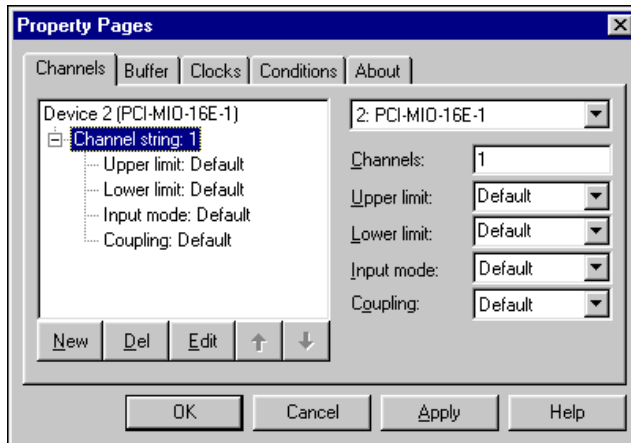 Property Pages
Channels Buffer Clocks Conditions About
Device 2 (PCI-MIO-16E-1)
Channel string: 1
Upper limit: Default
Lower limit: Default
Input mode: Default
Coupling: Default
New Del Edit
2: PCI-MIO-16E-1
Channels: 1
Upper limit: Default
Lower limit: Default
Input mode: Default
Coupling: Default
OK Cancel Apply Help